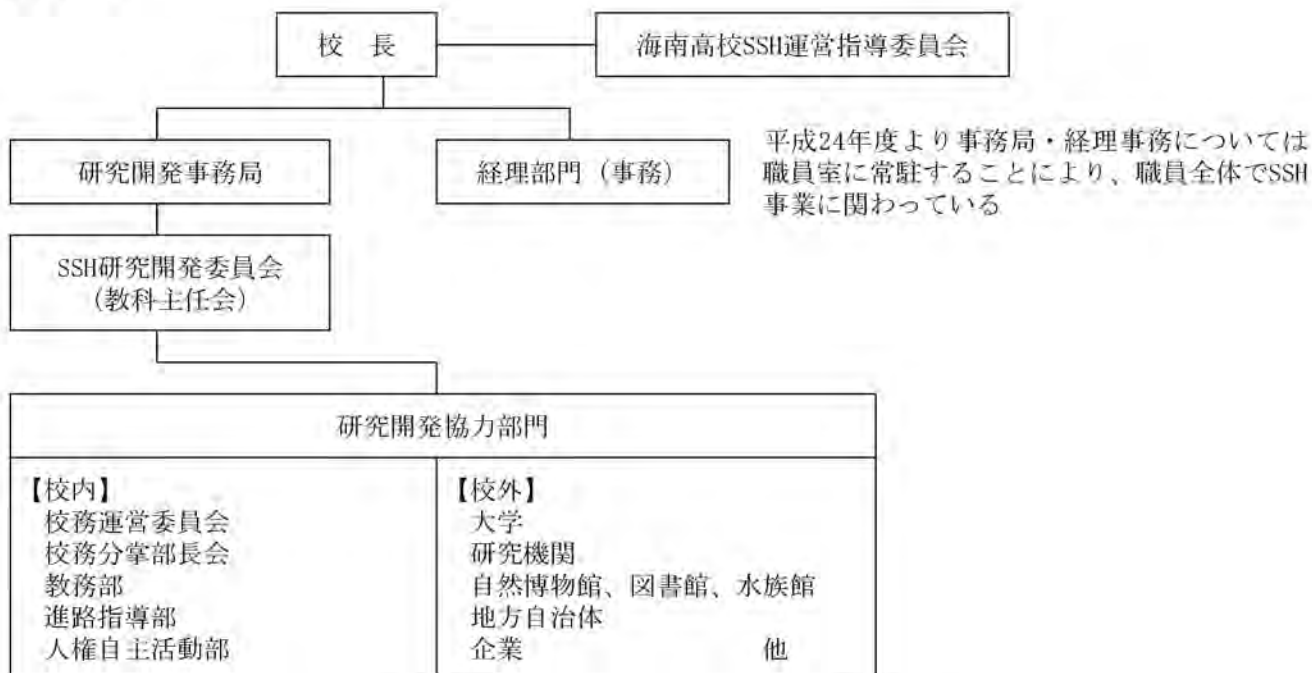 校 長
海南高校SSH運営指導委員会
研究開発事務局
経理部門（事務）
平成24年度より事務局・経理事務については
職員室に常駐することにより、職員全体でSSH
事業に関わっている
SSH研究開発委員会
（教科主任会）
研究開発協力部門
【校内】
校務運営委員会
校務分掌部長会
教務部
進路指導部
人権自主活動部
【校外】
大学
研究機関
自然博物館、図書館、水族館
地方自治体
企業 他